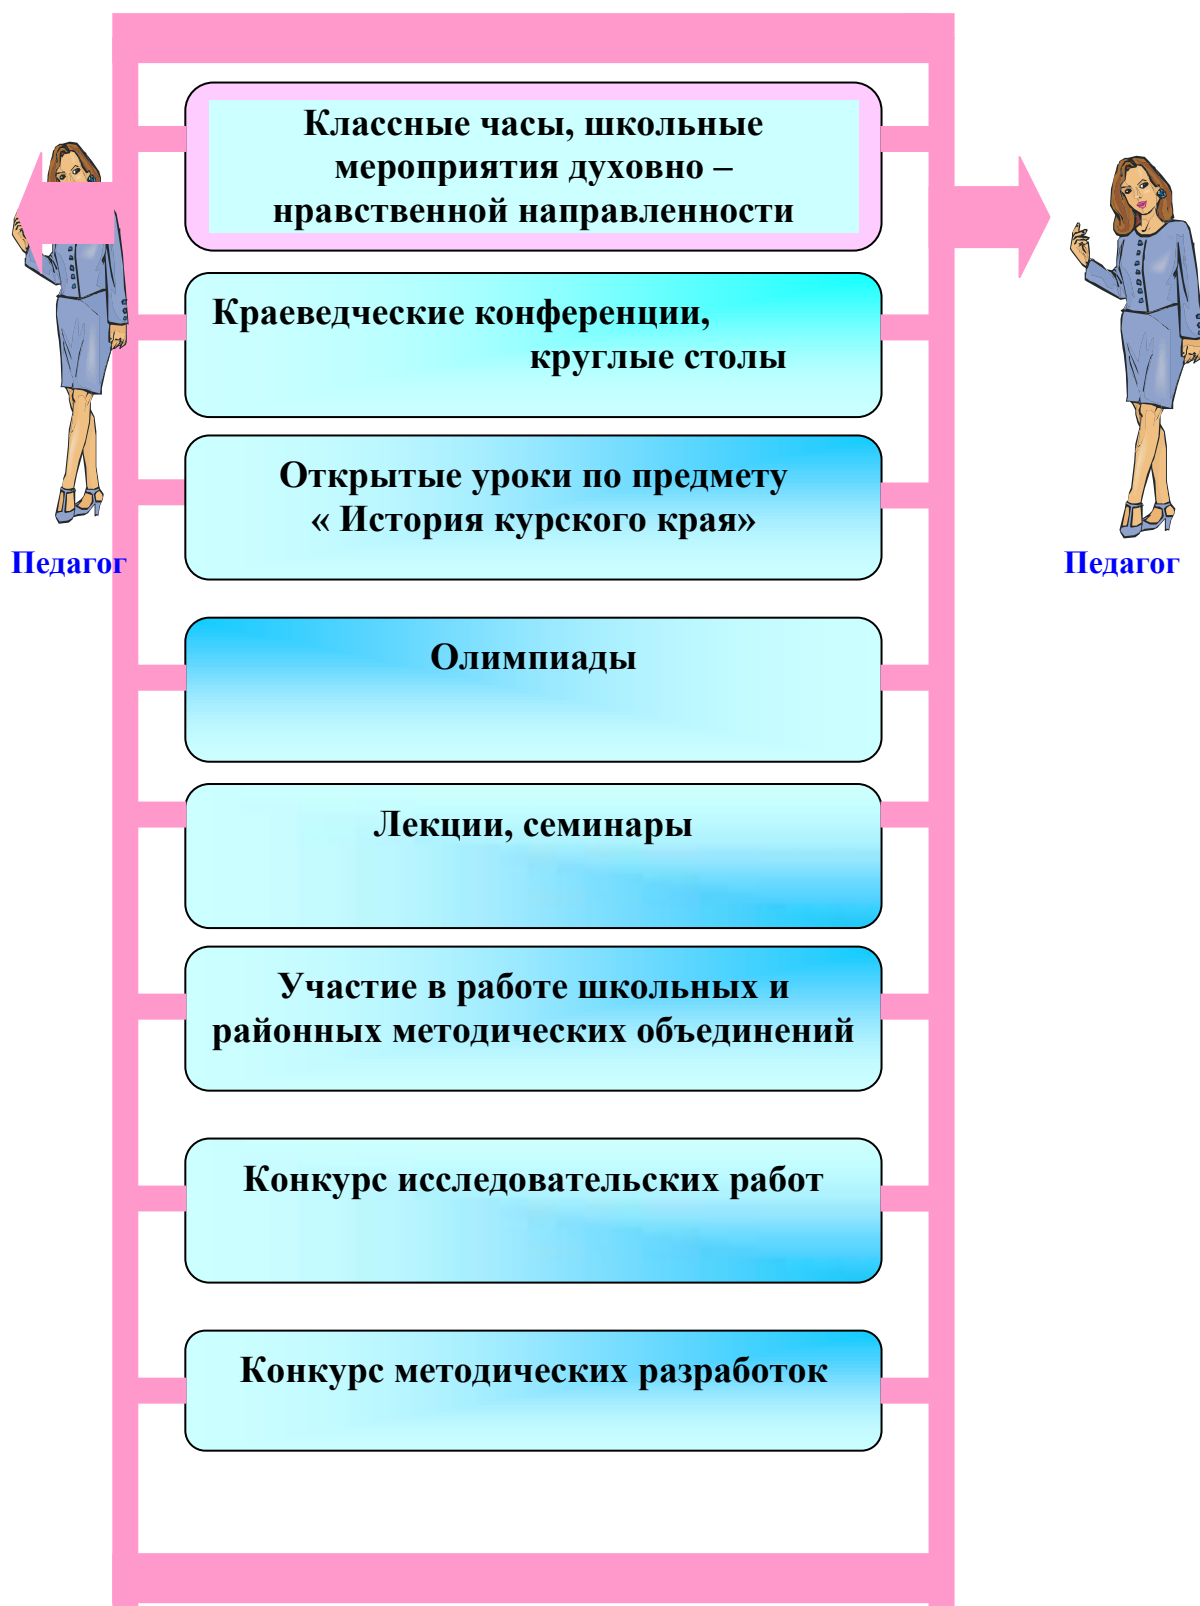 Классные часы, школьные
мероприятия духовно –
нравственной направленности
Краеведческие конференции,
круглые столы
Открытые уроки по предмету
« История курского края»
Педагог
Педагог
Олимпиады
Лекции, семинары
Участие в работе школьных и
районных методических объединений
Конкурс исследовательских работ
Конкурс методических разработок